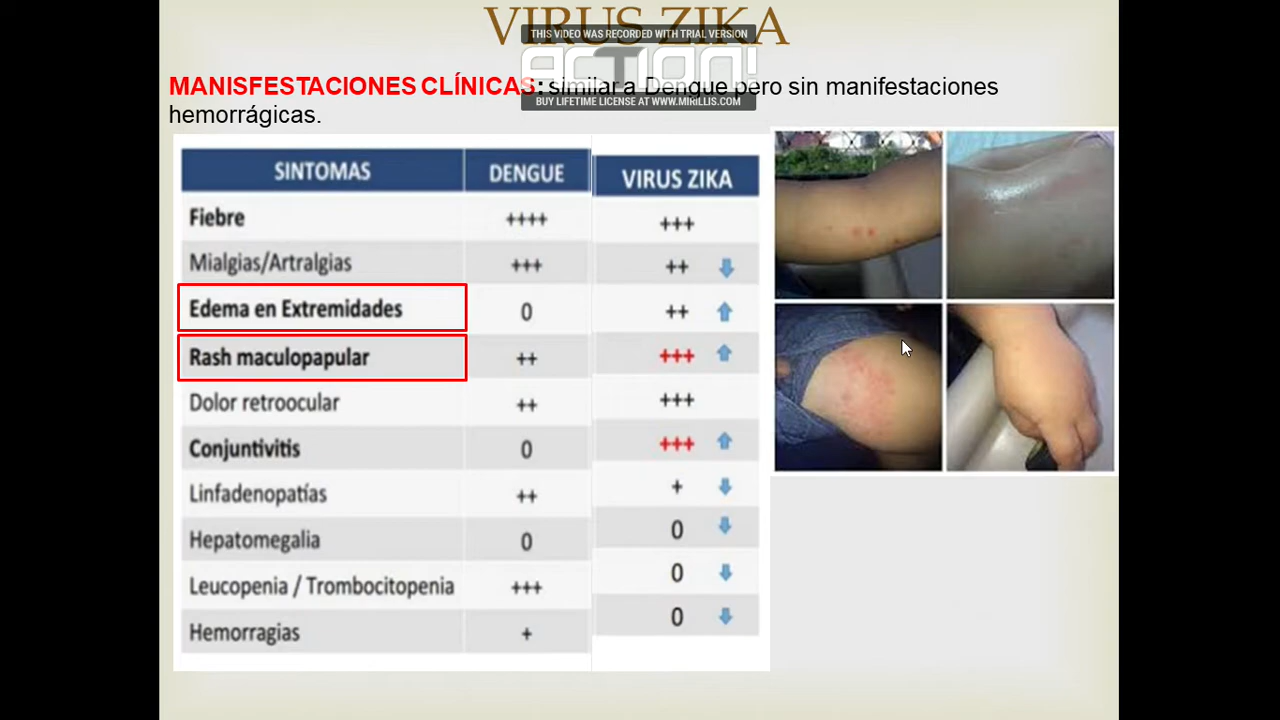 VIRUS ZIKA
THIS VIDEO WAS RECORDED WITH TRIAL VERSION
ACTION!
BUY LIFETIME LICENSE AT WWW.MIRILLIS.COM
MANISFESTACIONES CLÍNICAS: similar a Dengue pero sin manifestaciones
hemorrágicas.
SINTOMAS DENGUE VIRUS ZIKA
Fiebre ++++ +++
Mialgias/Artralgias +++ ++
Edema en Extremidades 0 ++
Rash maculopapular ++ +++
Dolor retroocular ++ +++
Conjuntivitis 0 +++
Linfadenopatías ++ +
Hepatomegalia 0 0
Leucopenia / Trombocitopenia +++ 0
Hemorragias + 0